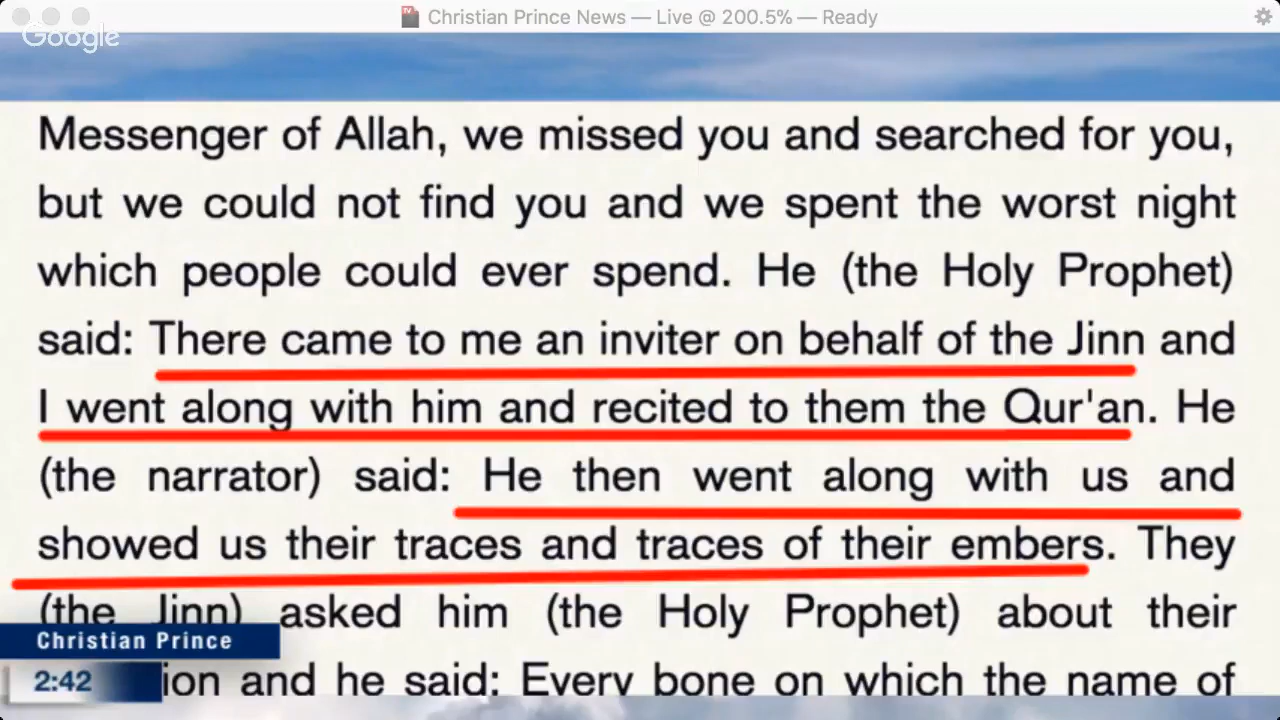 Christian Prince News — Live @ 200.5% — Ready
Google
Messenger of Allah, we missed you and searched for you,
but we could not find you and we spent the worst night
which people could ever spend. He (the Holy Prophet)
said: There came to me an inviter on behalf of the Jinn and
I went along with him and recited to them the Qur'an. He
(the narrator) said: He then went along with us and
showed us their traces and traces of their embers. They
(the Jinn) asked him (the Holy Prophet) about their
Christian Prince
ion and he said: Every bone on which the name of
2:42